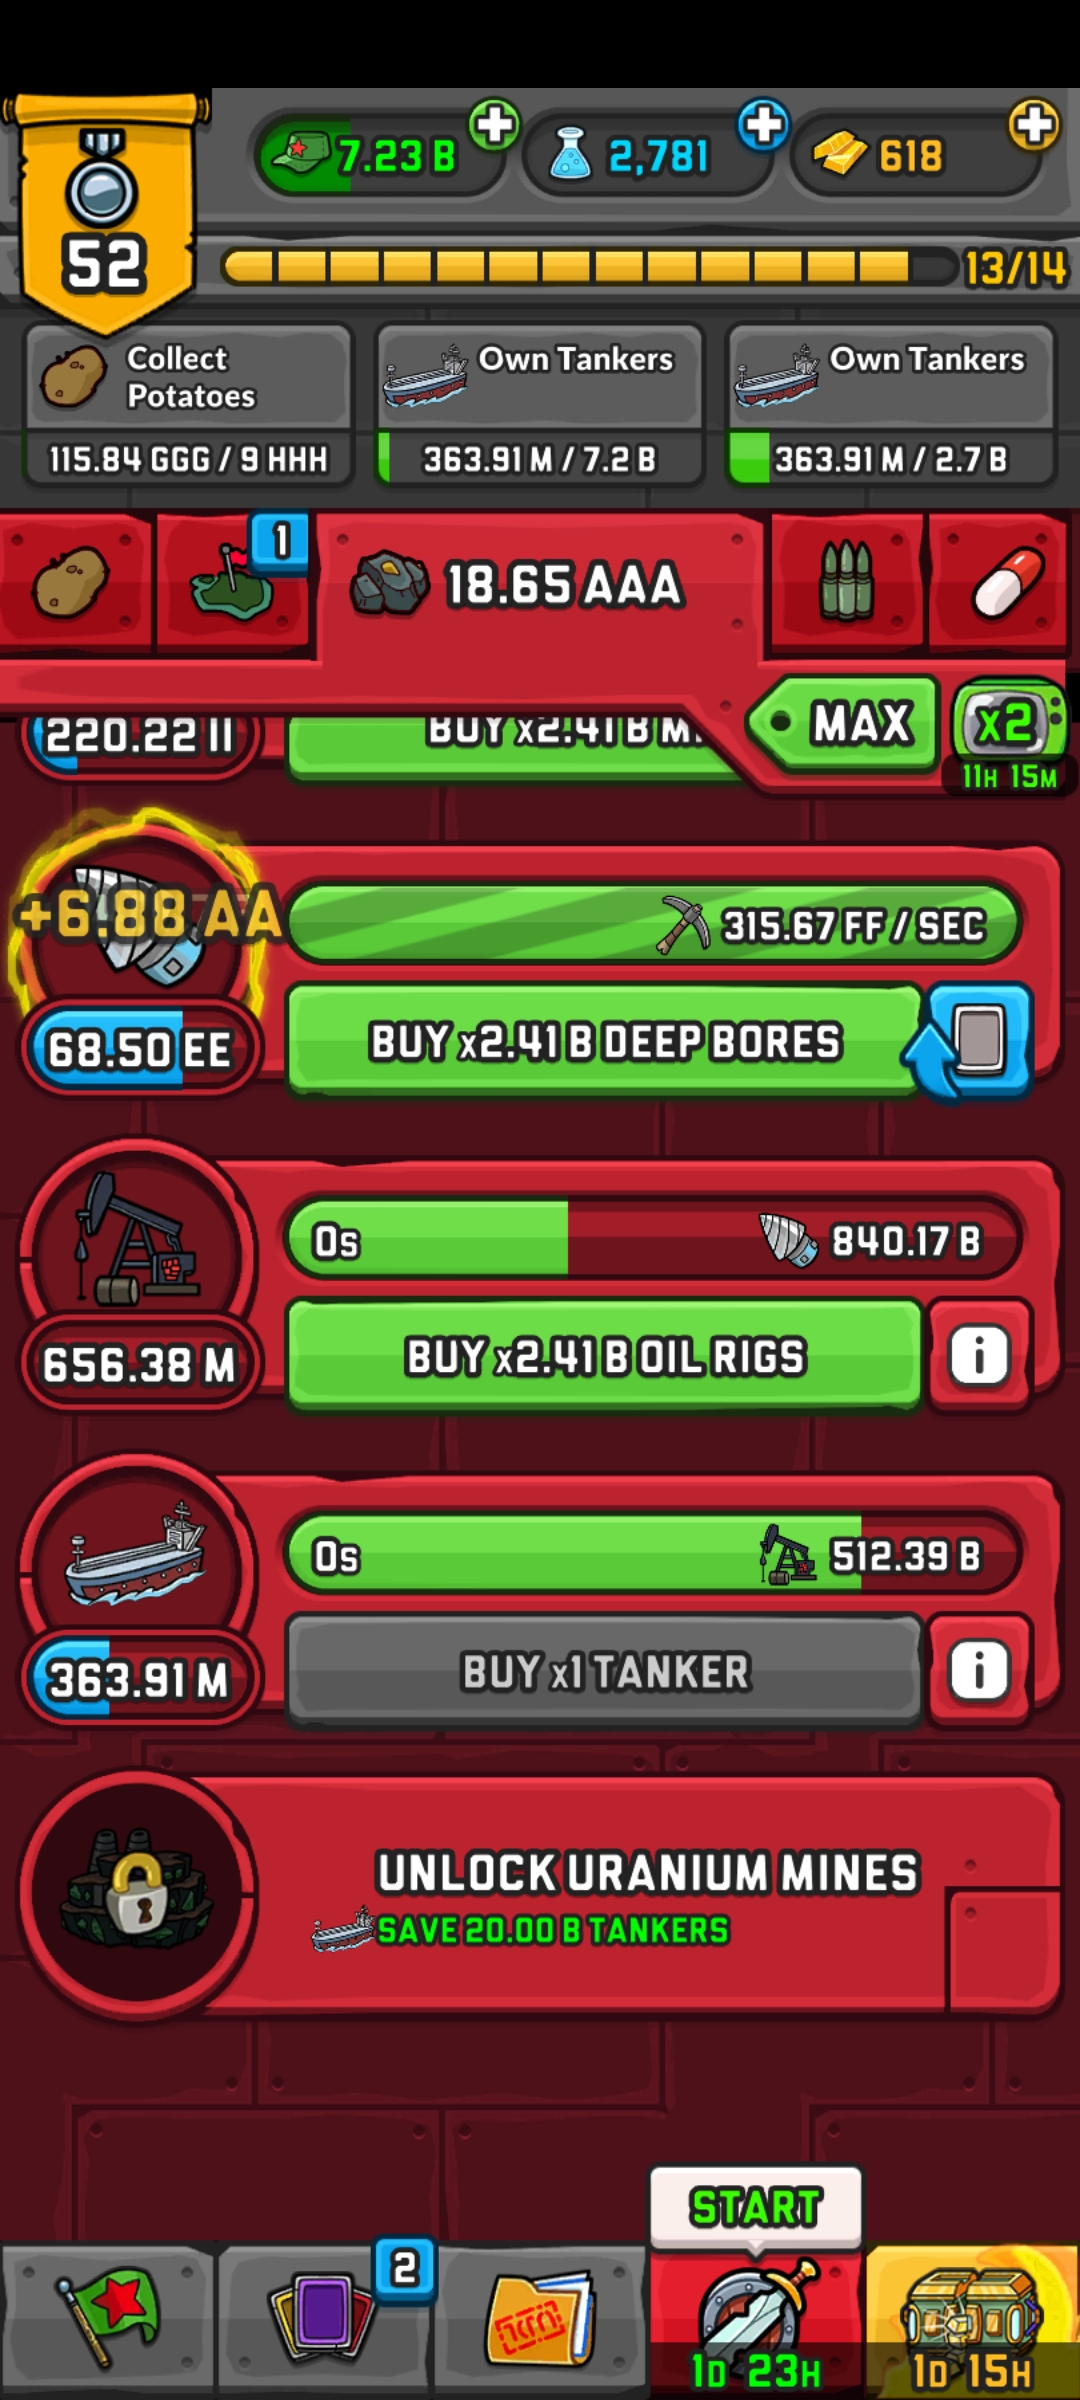 7.23 B
2,781
618
52
13/14
Collect
Potatoes
115.84 GGG / 9 HHH
Own Tankers
363.91 M / 7.2 B
Own Tankers
363.91 M / 2.7 B
1
18.65 AAA
MAX
x2
11H 15M
220.22 II
BUY x2.41 B
+6.88 AA
315.67 FF / SEC
68.50 EE
BUY x2.41 B DEEP BORES
0s
840.17 B
656.38 M
BUY x2.41 B OIL RIGS
i
0s
512.39 B
363.91 M
BUY x1 TANKER
i
UNLOCK URANIUM MINES
SAVE 20.00 B TANKERS
START
2
1D 23H
1D 15H